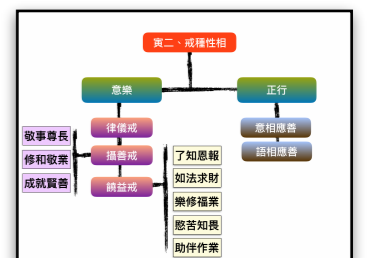 寅二、戒種性相
意樂
正行
律儀戒
攝善戒
饒益戒
意相應善
語相應善
敬事尊長
修和敬業
成就賢善
了知恩報
如法求財
樂修福業
愍苦知畏
助伴作業